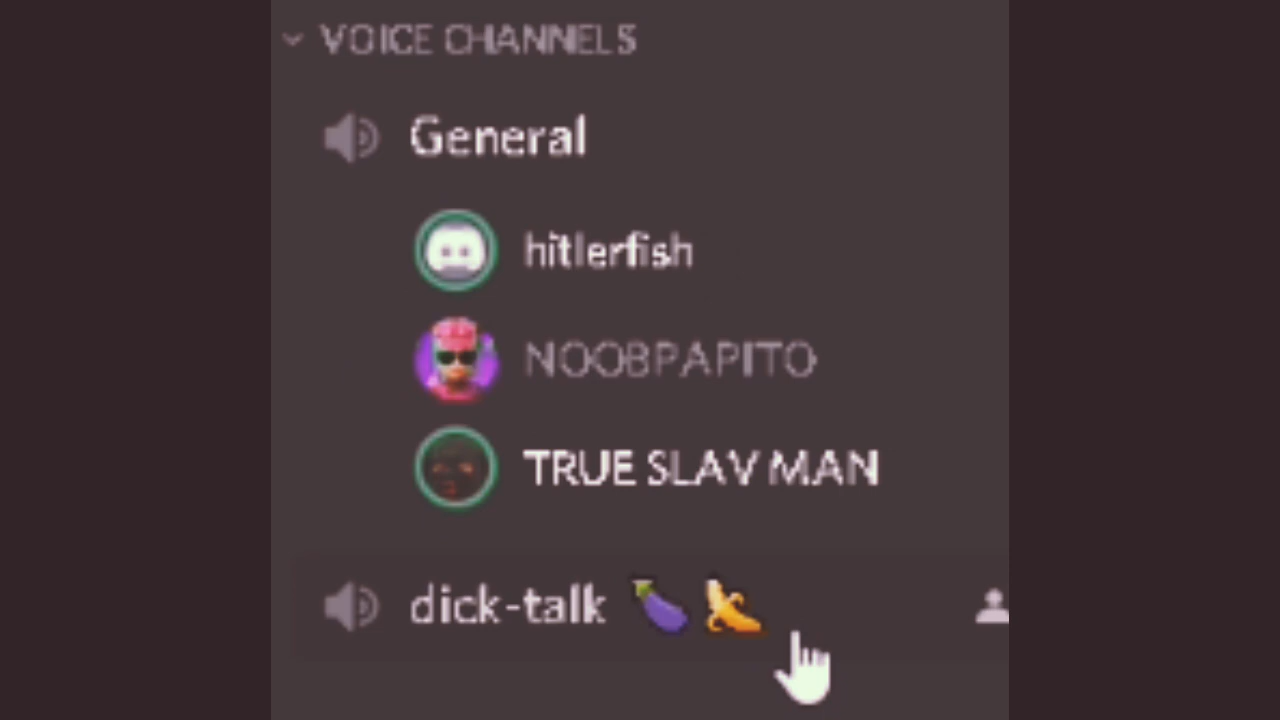 VOICE CHANNELS
General
hitlerfish
NOOBPAPITO
TRUE SLAV MAN
dick-talk 🍆 🍌